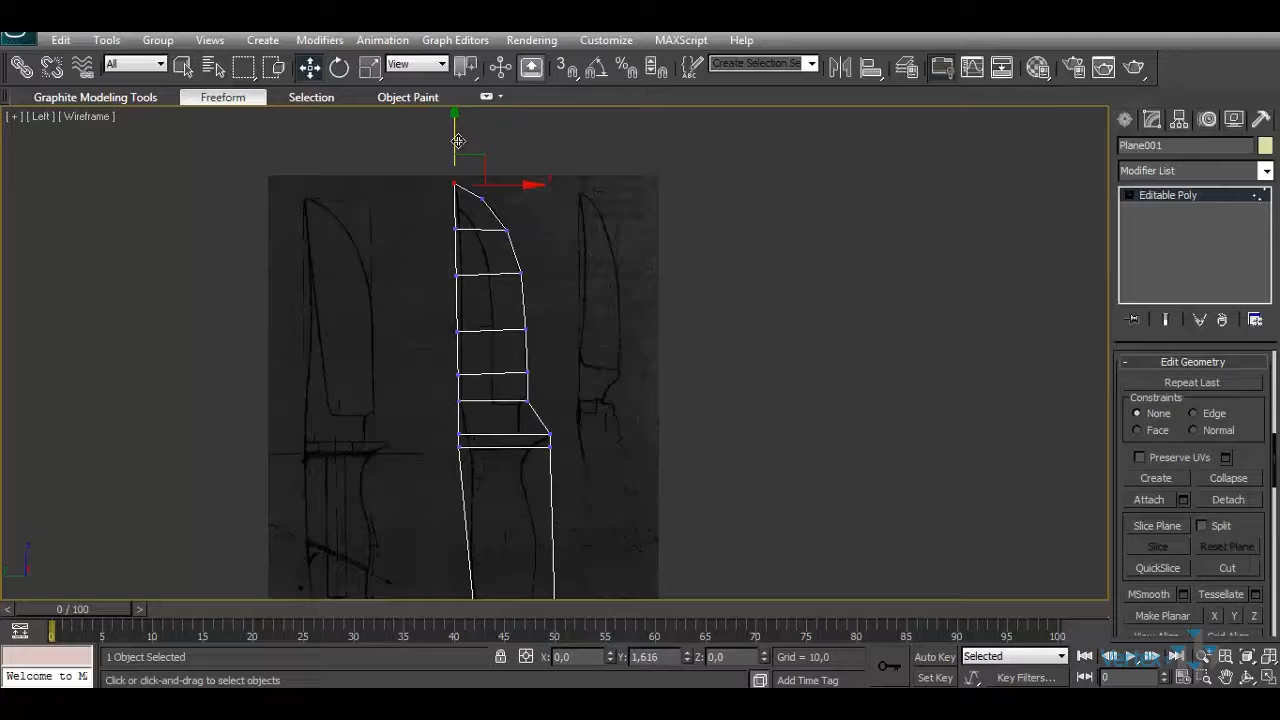 Edit Tools Group Views Create Modifiers Animation Graph Editors Rendering Customize MAXScript Help
All View 3 Create Selection Se
Graphite Modeling Tools Freeform Selection Object Paint
[ + ] [ Left ] [ Wireframe ]
Plane001
Modifier List
Editable Poly
- Edit Geometry
Repeat Last
Constraints
None Edge
Face Normal
Preserve UVs
Create Collapse
Attach Detach
Slice Plane Split
Slice Reset Plane
QuickSlice Cut
MSmooth Tessellate
Make Planar X Y Z
z
x
< 0 / 100 >
0 5 10 15 20 25 30 35 40 45 50 55 60 65 70 75 80 85 90 95 100
1 Object Selected X: 0,0 Y: 1,616 Z: 0,0 Grid = 10,0 Auto Key Selected
Welcome to M Click or click-and-drag to select objects Add Time Tag Set Key Key Filters... 0